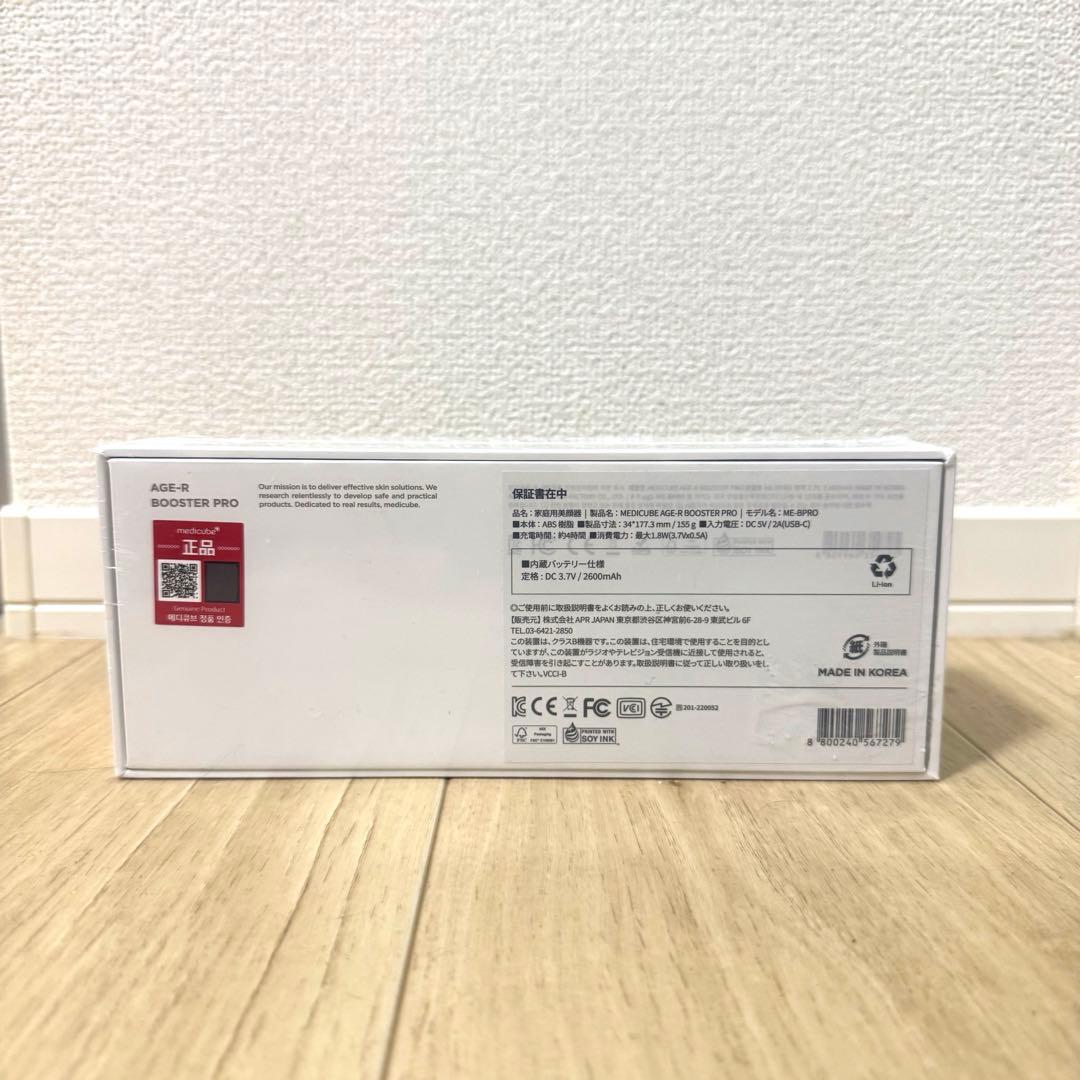 AGE-R
BOOSTER PRO
Our mission is to deliver effective skin solutions. We
research relentlessly to develop safe and practical
products. Dedicated to real results, medicube.
medicube
正品
Genuine Product
메디큐브 정품 인증
保証書在中
品名:家庭用美顔器 | 製品名:MEDICUBE AGE-R BOOSTER PRO | モデル名:ME-BPRO
■本体:ABS 樹脂 ■製品寸法:34*177.3 mm / 155 g ■入力電圧:DC 5V / 2A(USB-C)
■充電時間:約4時間 ■消費電力:最大1.8W(3.7Vx0.5A)
■内蔵バッテリー仕様
定格 : DC 3.7V / 2600mAh
Li-ion
◎ご使用前に取扱説明書をよくお読みの上、正しくお使いください。
【販売元】 株式会社 APR JAPAN 東京都渋谷区神宮前6-28-9 東武ビル 6F
TEL.03-6421-2850
この装置は、クラスB機器です。この装置は、住宅環境で使用することを目的とし
ていますが、この装置がラジオやテレビジョン受信機に近接して使用されると、
受信障害を引き起こすことがあります。取扱説明書に従って正しい取り扱いをし
て下さい。VCCI-B
紙
外箱
製品説明書
MADE IN KOREA
CE FC VCI 201-220052
FSC
MIX
Packaging
PRINTED WITH
SOY INK
8 800240 567279